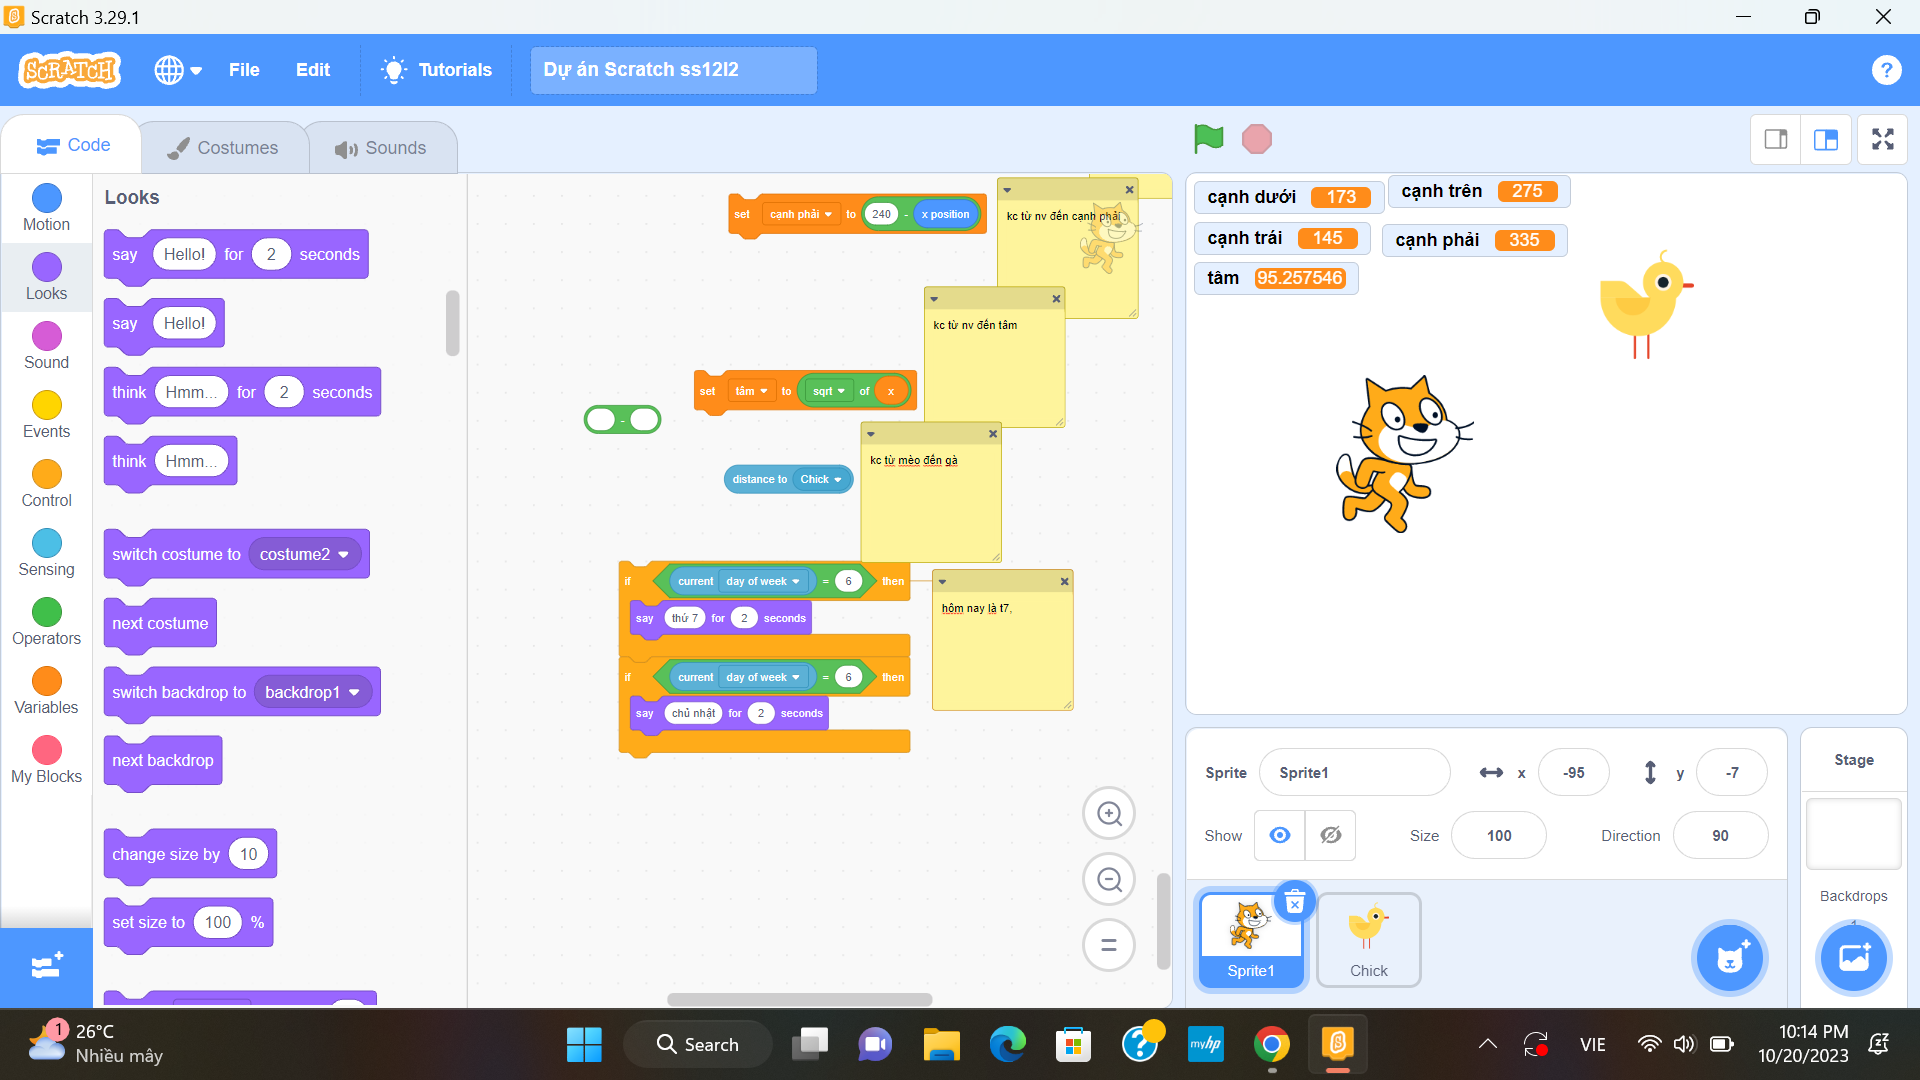 Scratch 3.29.1
SCRATCH
File
Edit
Tutorials
Dự án Scratch ss12l2
?
Code
Costumes
Sounds
Motion
Looks
Sound
Events
Control
Sensing
Operators
Variables
My Blocks
Looks
say Hello! for 2 seconds
say Hello!
think Hmm... for 2 seconds
think Hmm...
switch costume to costume2
next costume
switch backdrop to backdrop1
next backdrop
change size by 10
set size to 100 %
set cạnh phải to 240 - x position
kc từ nv đến cạnh phải
kc từ nv đến tâm
set tâm to sqrt of x
-
kc từ mèo đến gà
distance to Chick
if current day of week = 6 then
say thứ 7 for 2 seconds
if current day of week = 6 then
say chủ nhật for 2 seconds
hôm nay là t7,
cạnh dưới 173
cạnh trên 275
cạnh trái 145
cạnh phải 335
tâm 95.257546
Sprite Sprite1 x -95 y -7
Show Size 100 Direction 90
Sprite1
Chick
Stage
Backdrops
1
1
26°C
Nhiều mây
Search
myhp
VIE
10:14 PM
10/20/2023